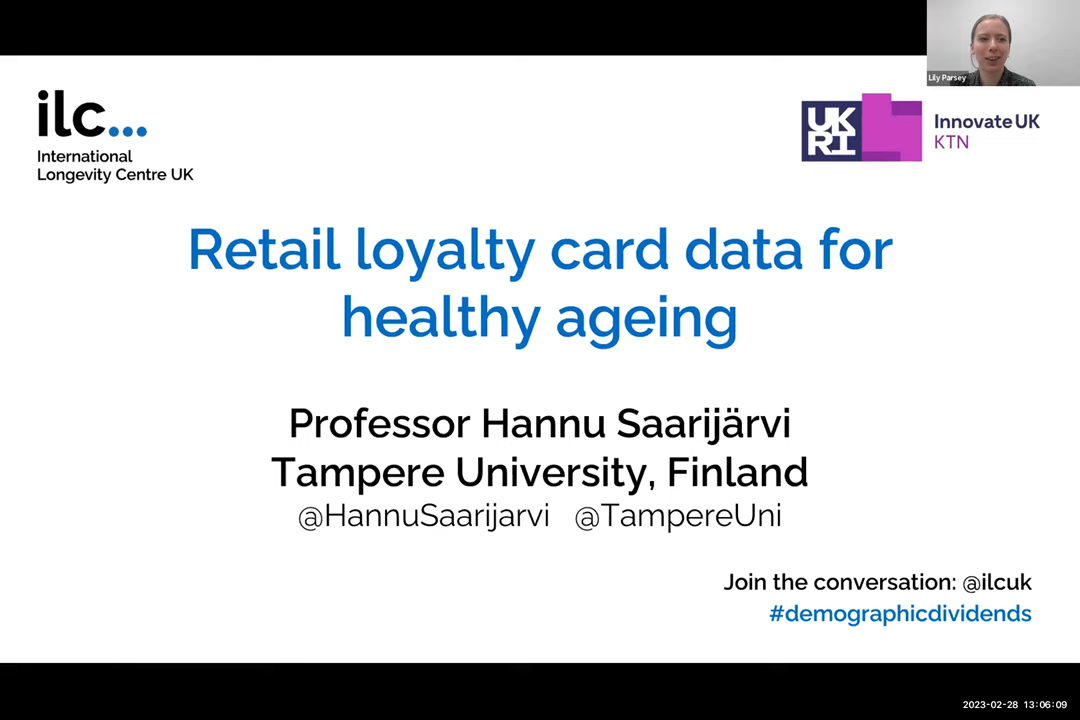 Lily Parsey
ilc...
International
Longevity Centre UK
UK
RI
Innovate UK
KTN
Retail loyalty card data for
healthy ageing
Professor Hannu Saarijärvi
Tampere University, Finland
@HannuSaarijarvi @TampereUni
Join the conversation: @ilcuk
#demographicdividends
2023-02-28 13:06:09